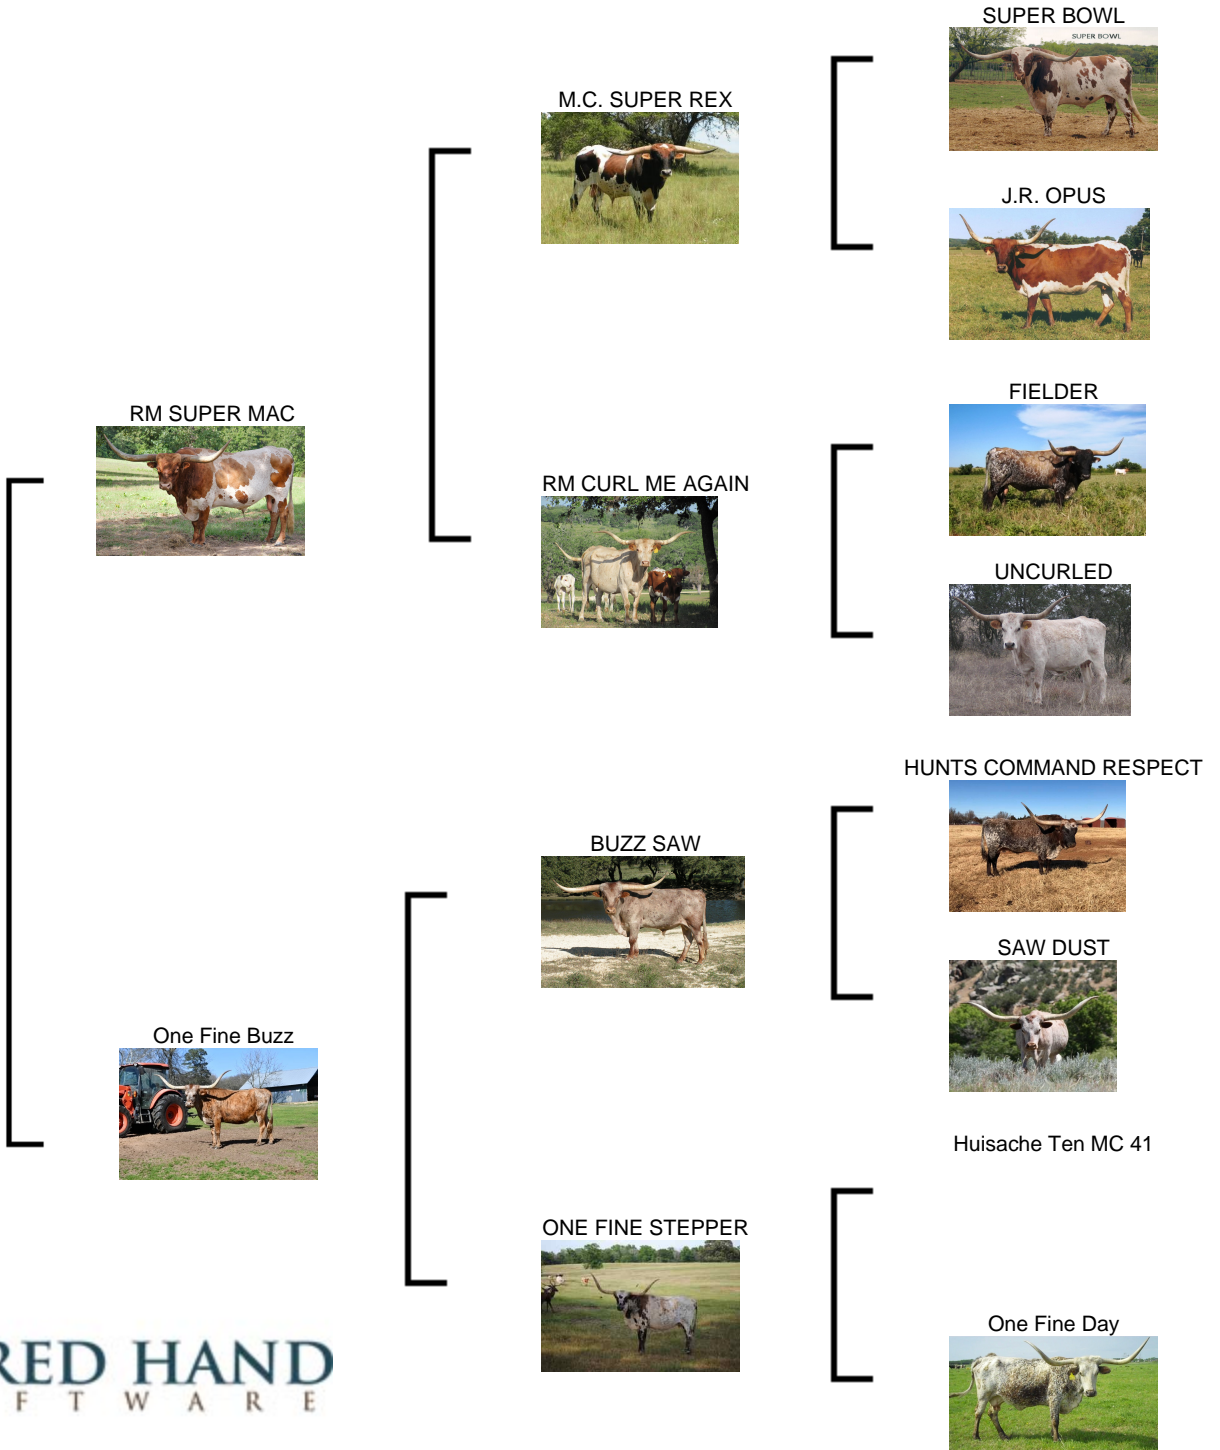 SUPER BOWL
SUPER BOWL
M.C. SUPER REX
J.R. OPUS
FIELDER
RM SUPER MAC
RM CURL ME AGAIN
UNCURLED
HUNTS COMMAND RESPECT
BUZZ SAW
SAW DUST
One Fine Buzz
Huisache Ten MC 41
ONE FINE STEPPER
One Fine Day
RED HAND
F T W A R E